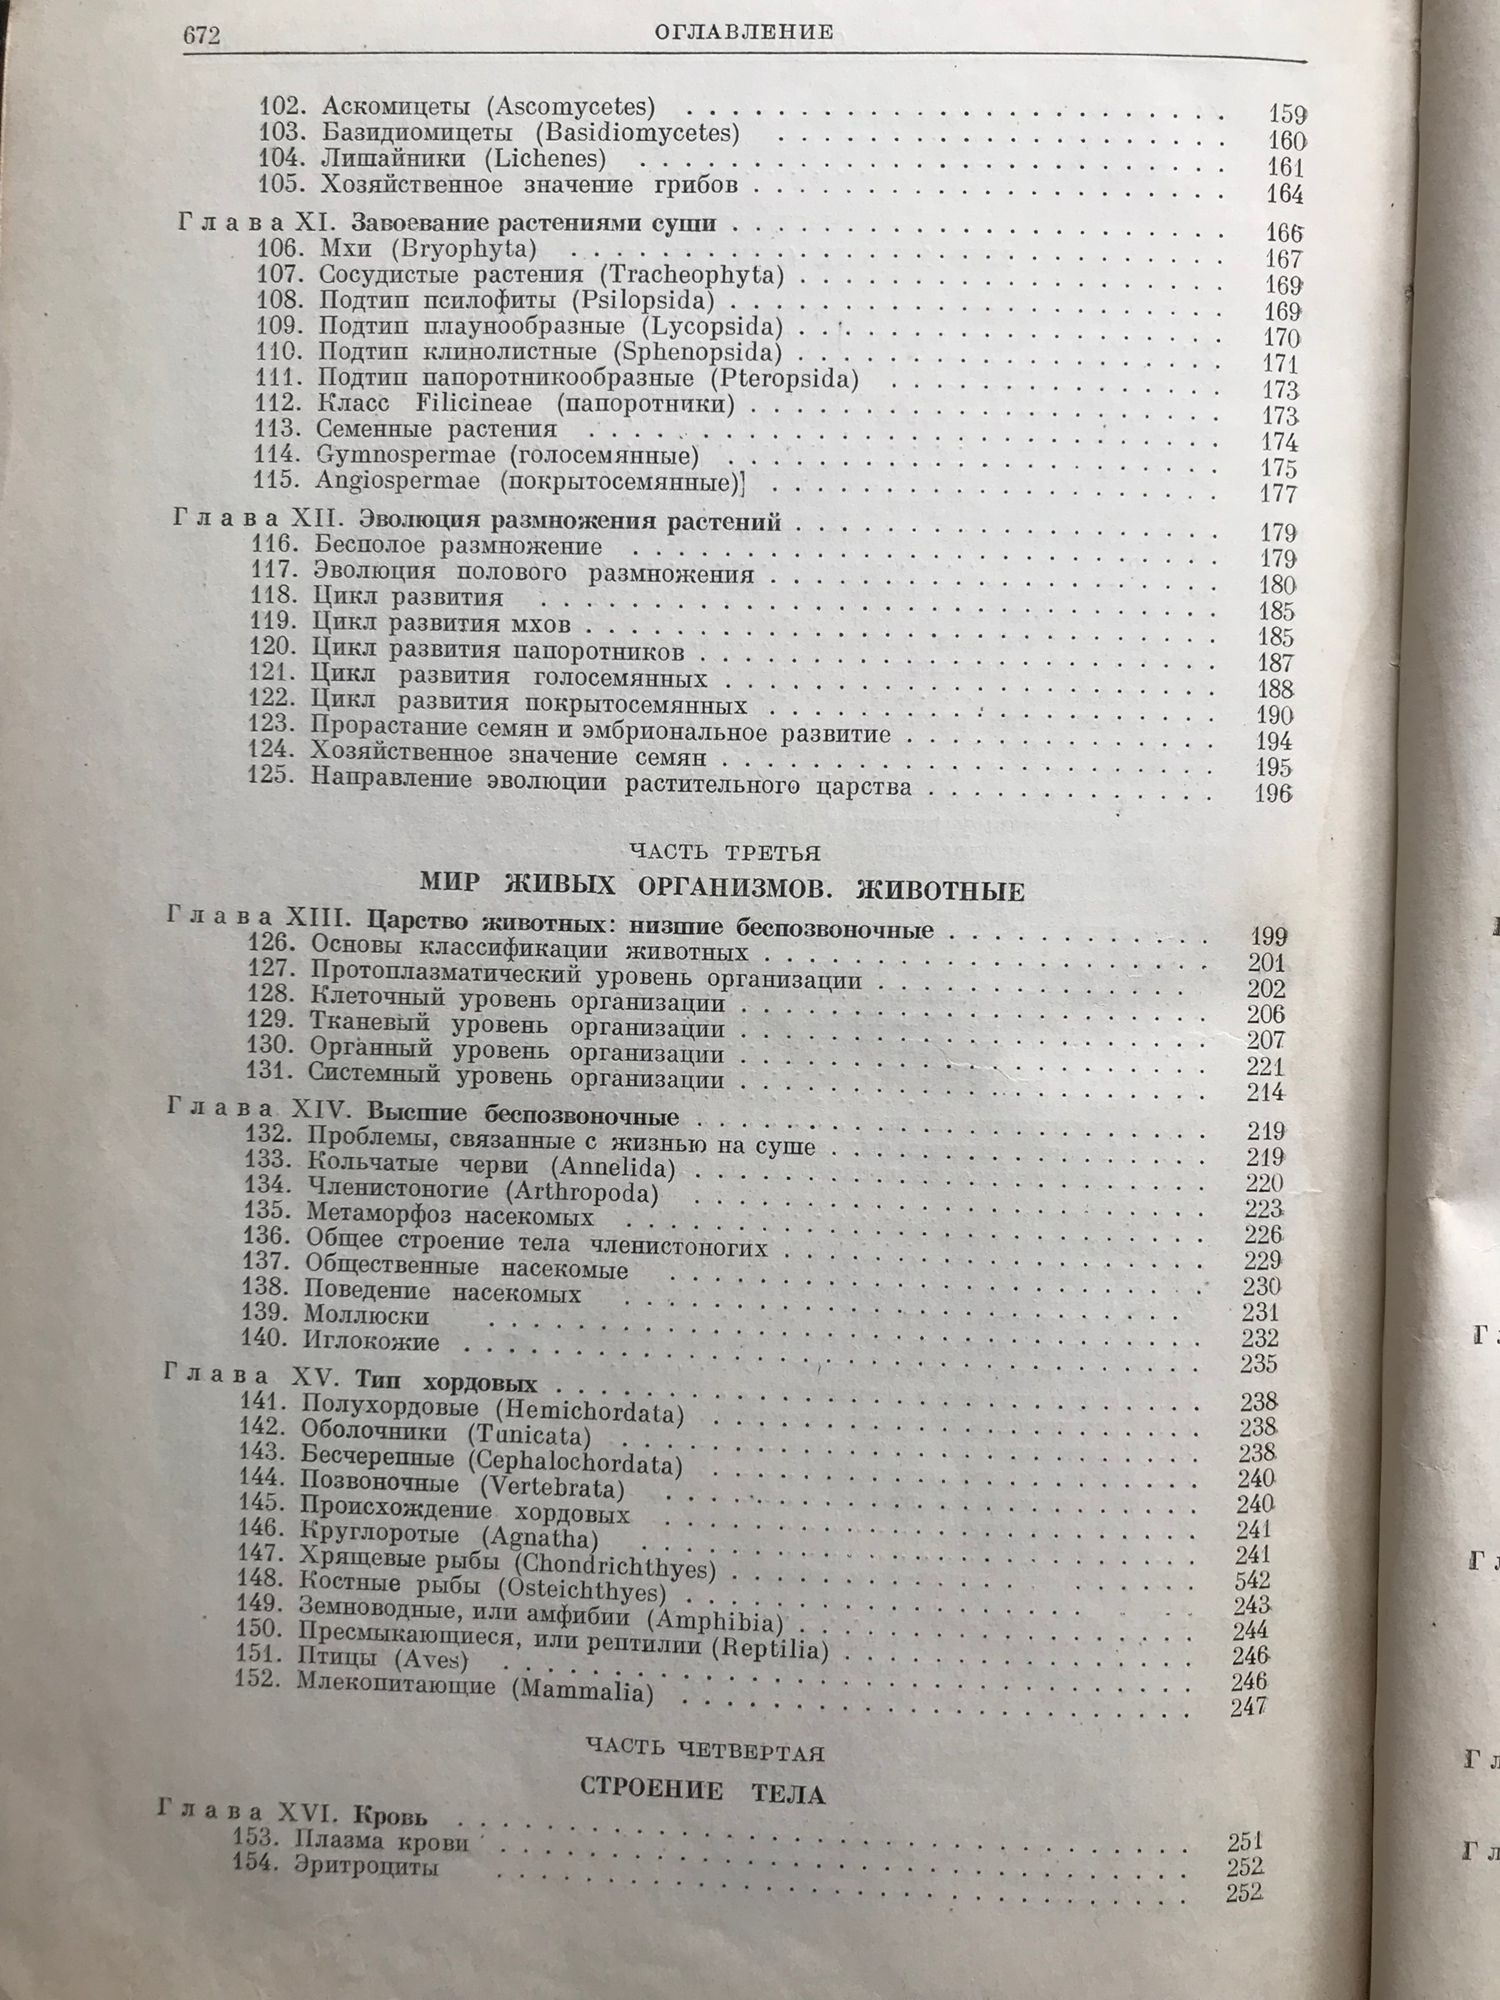 672 ОГЛАВЛЕНИЕ
102. Аскомицеты (Ascomycetes) 159
103. Базидиомицеты (Basidiomycetes) 160
104. Лишайники (Lichenes) 161
105. Хозяйственное значение грибов 164
Глава XI. Завоевание растениями суши 166
106. Мхи (Bryophyta) 167
107. Сосудистые растения (Tracheophyta) 169
108. Подтип псилофиты (Psilopsida) 169
109. Подтип плаунообразные (Lycopsida) 170
110. Подтип клинолистные (Sphenopsida) 171
111. Подтип папоротникообразные (Pteropsida) 173
112. Класс Filicineae (папоротники) 173
113. Семенные растения 174
114. Gymnospermae (голосемянные) 175
115. Angiospermae (покрытосемянные)] 177
Глава XII. Эволюция размножения растений 179
116. Бесполое размножение 179
117. Эволюция полового размножения 180
118. Цикл развития 185
119. Цикл развития мхов 185
120. Цикл развития папоротников 187
121. Цикл развития голосемянных 188
122. Цикл развития покрытосемянных 190
123. Прорастание семян и эмбриональное развитие 194
124. Хозяйственное значение семян 195
125. Направление эволюции растительного царства 196
ЧАСТЬ ТРЕТЬЯ
МИР ЖИВЫХ ОРГАНИЗМОВ. ЖИВОТНЫЕ
Глава XIII. Царство животных: низшие беспозвоночные 199
126. Основы классификации животных 201
127. Протоплазматический уровень организации 202
128. Клеточный уровень организации 206
129. Тканевый уровень организации 207
130. Органный уровень организации 221
131. Системный уровень организации 214
Глава XIV. Высшие беспозвоночные 219
132. Проблемы, связанные с жизнью на суше 219
133. Кольчатые черви (Annelida) 220
134. Членистоногие (Arthropoda) 223
135. Метаморфоз насекомых 226
136. Общее строение тела членистоногих 229
137. Общественные насекомые 230
138. Поведение насекомых 231
139. Моллюски 232
140. Иглокожие 235
Глава XV. Тип хордовых 238
141. Полухордовые (Hemichordata) 238
142. Оболочники (Tunicata) 238
143. Бесчерепные (Cephalochordata) 240
144. Позвоночные (Vertebrata) 240
145. Происхождение хордовых 241
146. Круглоротые (Agnatha) 241
147. Хрящевые рыбы (Chondrichthyes) 542
148. Костные рыбы (Osteichthyes) 243
149. Земноводные, или амфибии (Amphibia) 244
150. Пресмыкающиеся, или рептилии (Reptilia) 246
151. Птицы (Aves) 246
152. Млекопитающие (Mammalia) 247
ЧАСТЬ ЧЕТВЕРТАЯ
СТРОЕНИЕ ТЕЛА
Глава XVI. Кровь 251
153. Плазма крови 252
154. Эритроциты 252